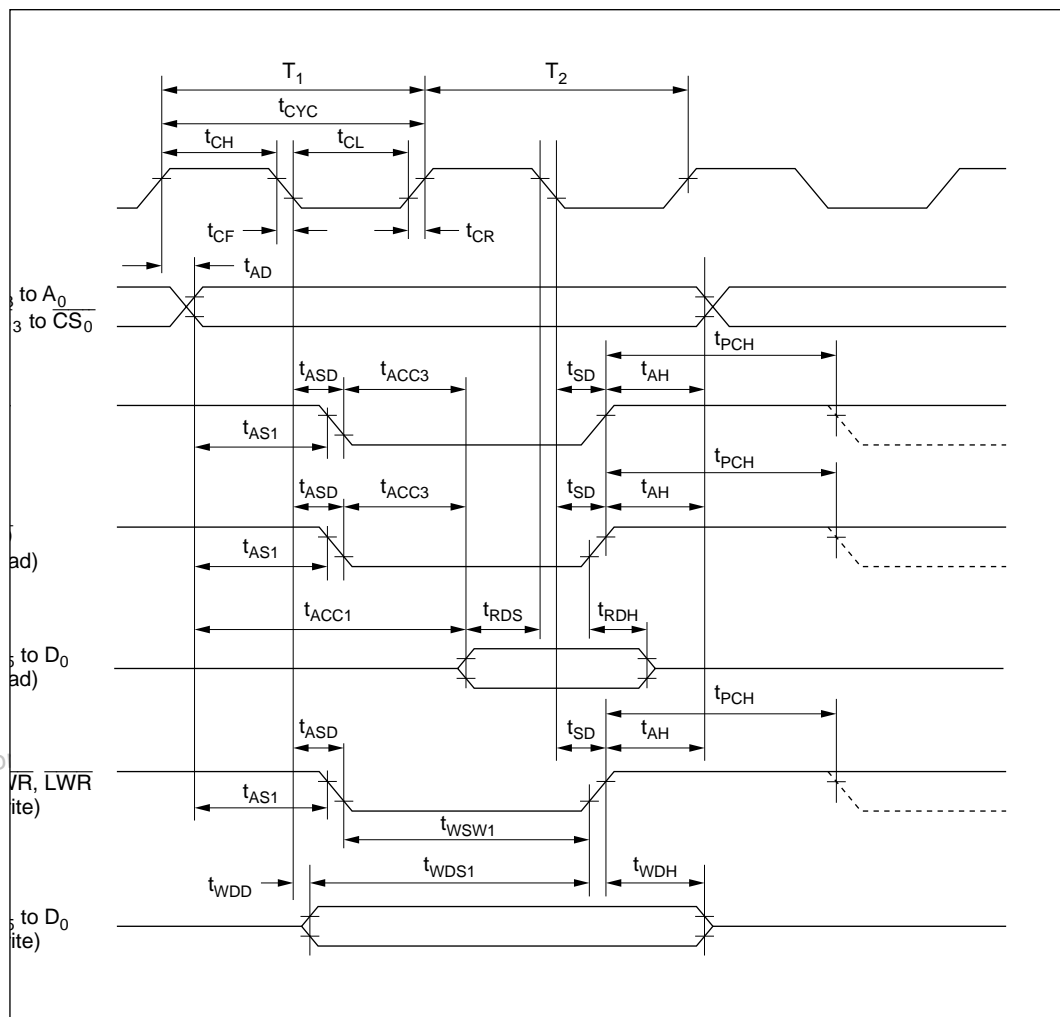 T1 T2
tCYC
tCH tCL
tCF tCR
tAD
to A0
3 to CS0
tPCH
tASD tACC3 tSD tAH
tAS1
tPCH
tASD tACC3 tSD tAH
tAS1
ad)
tACC1 tRDS tRDH
to D0
ad)
tPCH
tASD tSD tAH
LWR
tAS1
ite)
tWSW1
tWDS1 tWDH
tWDD
to D0
ite)